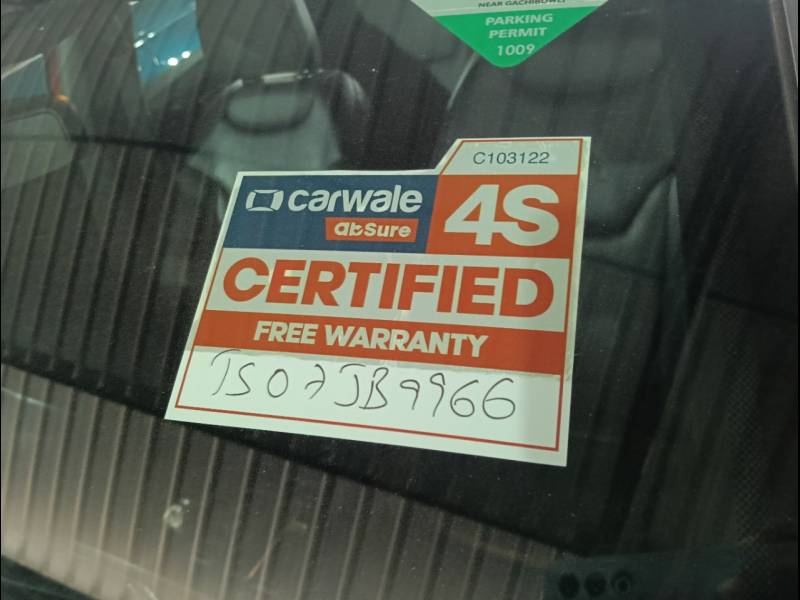 NEAR GACHIBOWLI
PARKING
PERMIT
1009
C103122
carwale
abSure
4S
CERTIFIED
FREE WARRANTY
TS07JB9966